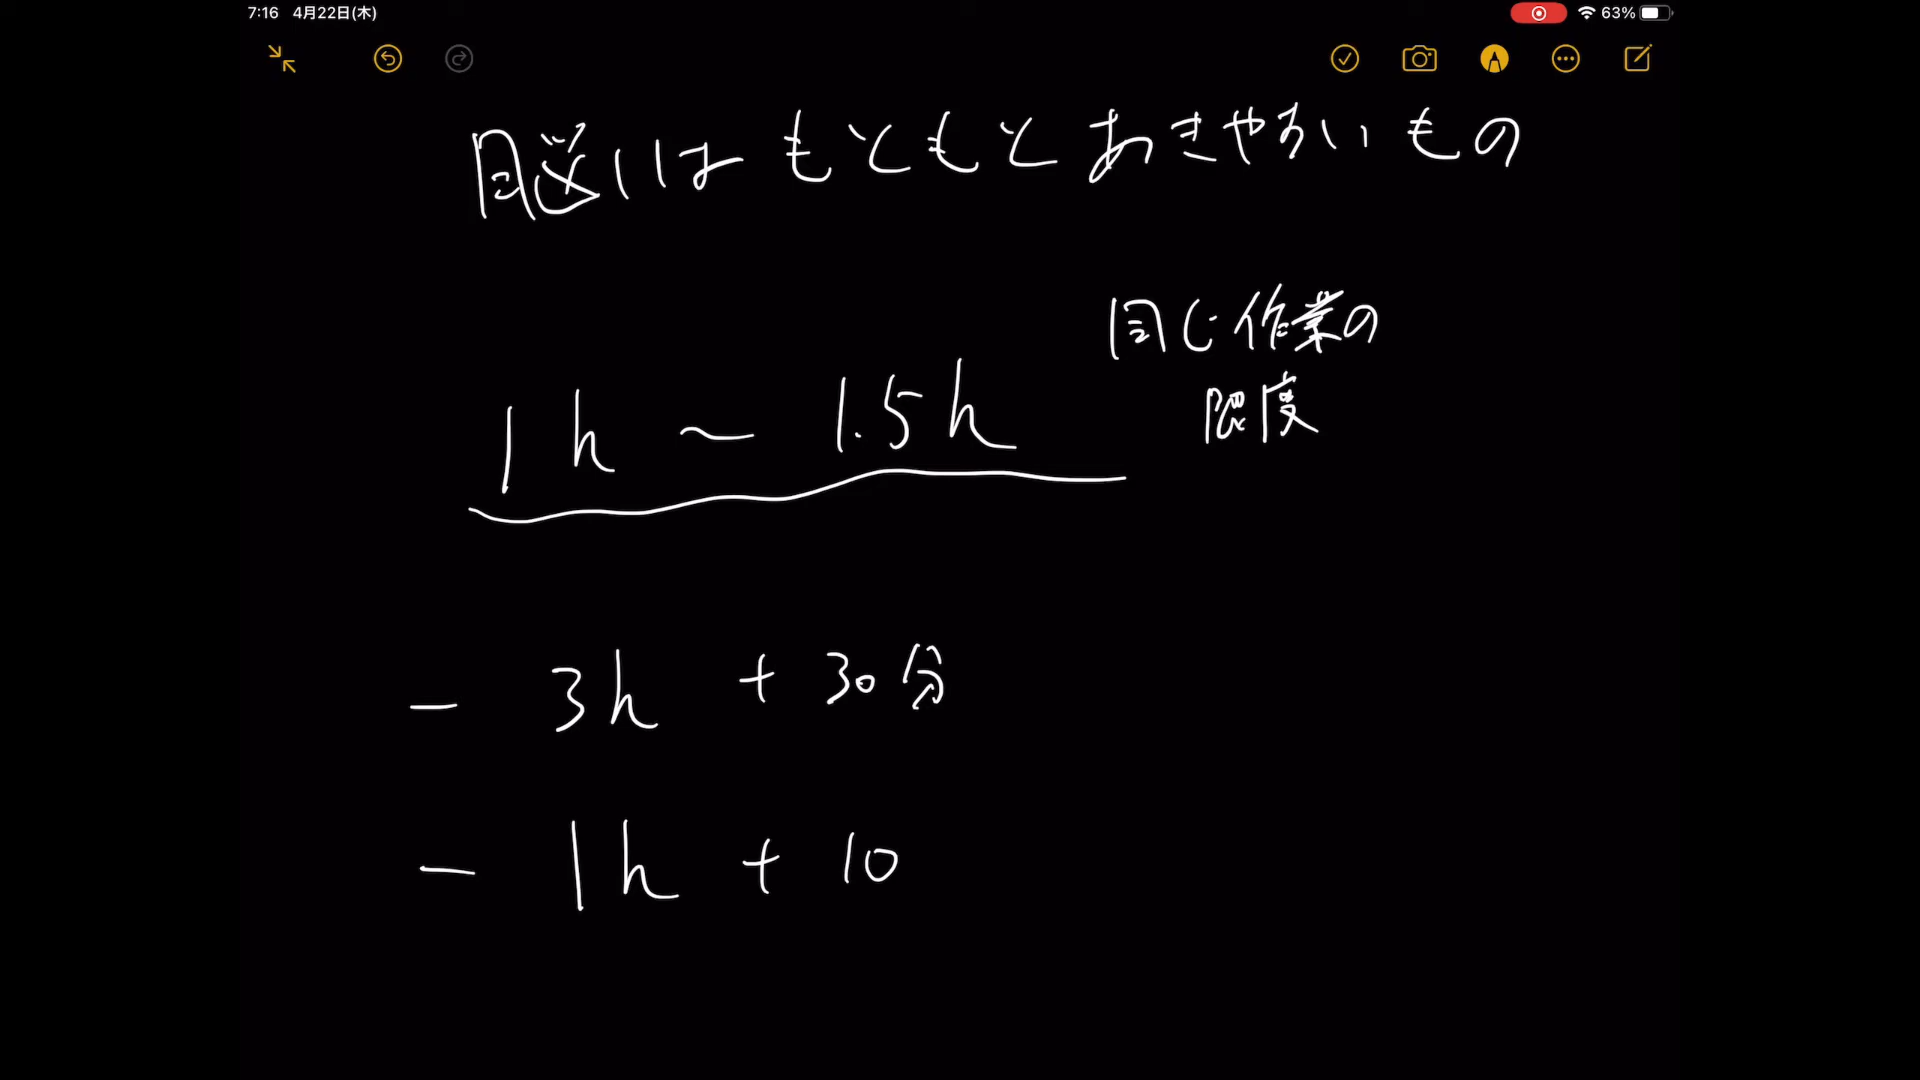 7:16 4月22日(木) 63%
脳はもともとあきやすいもの
同じ作業の
限度
1h ~ 1.5h
- 3h + 30分
- 1h + 10